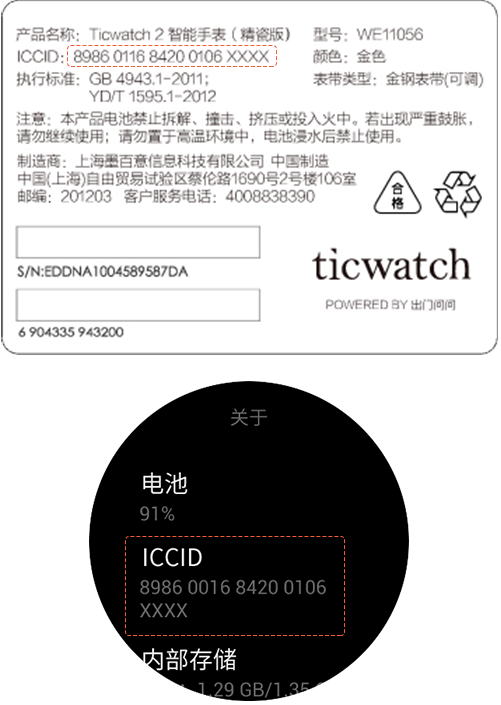 产品名称：Ticwatch 2 智能手表（精瓷版） 型号：WE11056
ICCID: 8986 0116 8420 0106 XXXX 颜色：金色
执行标准：GB 4943.1-2011； 表带类型：金钢表带(可调)
YD/T 1595.1-2012
注意：本产品电池禁止拆解、撞击、挤压或投入火中。若出现严重鼓胀，
请勿继续使用；请勿置于高温环境中，电池浸水后禁止使用。
制造商：上海墨百意信息科技有限公司 中国制造
中国(上海)自由贸易试验区蔡伦路1690号2号楼106室
邮编：201203 客户服务电话：4008838390
合格
S/N:EDDNA1004589587DA
ticwatch
POWERED BY 出门问问
6 904335 943200
关于
电池
91%
ICCID
8986 0016 8420 0106
XXXX
内部存储
1.29 GB/1.35